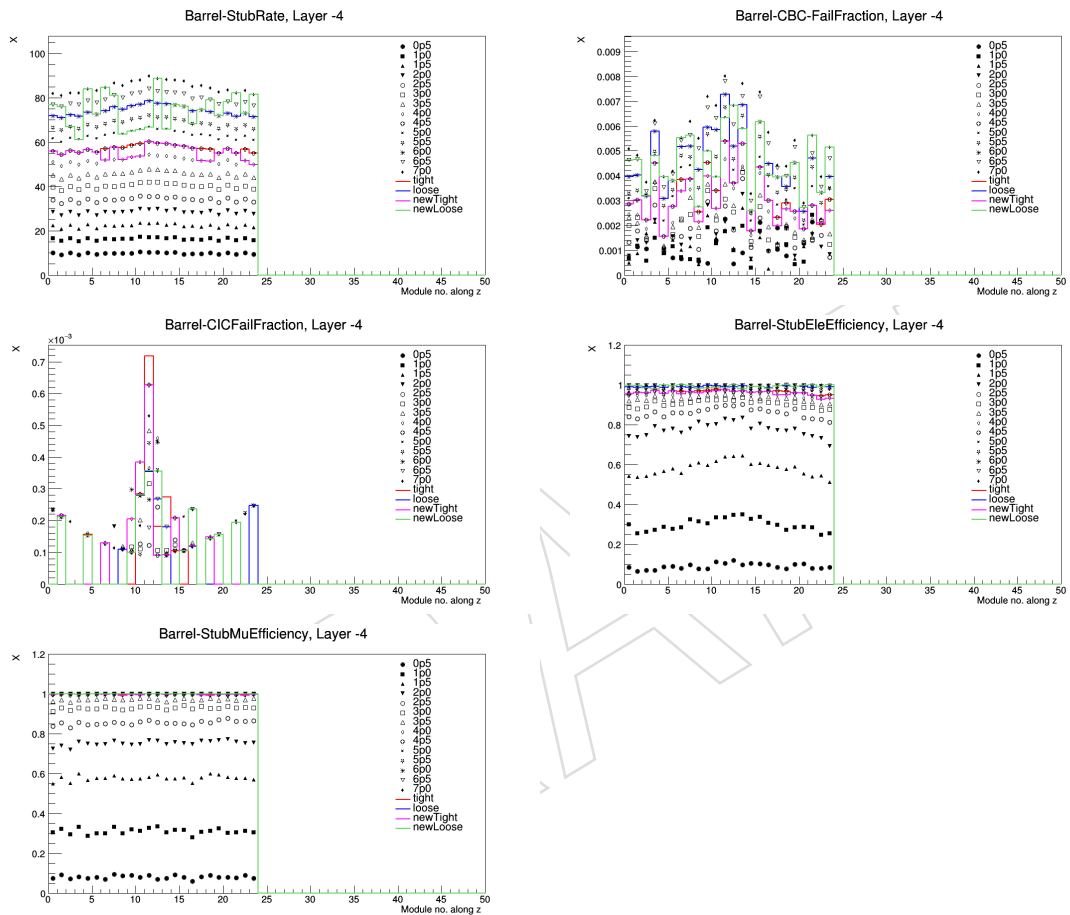 Barrel-StubRate, Layer -4
X
100
80
60
40
20
0
0 5 10 15 20 25 30 35 40 45 50
Module no. along z
0p5
1p0
1p5
2p0
2p5
3p0
3p5
4p0
4p5
5p0
5p5
6p0
6p5
7p0
tight
loose
newTight
newLoose
Barrel-CBC-FailFraction, Layer -4
X
0.009
0.008
0.007
0.006
0.005
0.004
0.003
0.002
0.001
0
0 5 10 15 20 25 30 35 40 45 50
Module no. along z
0p5
1p0
1p5
2p0
2p5
3p0
3p5
4p0
4p5
5p0
5p5
6p0
6p5
7p0
tight
loose
newTight
newLoose
Barrel-CICFailFraction, Layer -4
×10⁻³
X
0.7
0.6
0.5
0.4
0.3
0.2
0.1
0
0 5 10 15 20 25 30 35 40 45 50
Module no. along z
0p5
1p0
1p5
2p0
2p5
3p0
3p5
4p0
4p5
5p0
5p5
6p0
6p5
7p0
tight
loose
newTight
newLoose
Barrel-StubEleEfficiency, Layer -4
X
1.2
1
0.8
0.6
0.4
0.2
0
0 5 10 15 20 25 30 35 40 45 50
Module no. along z
0p5
1p0
1p5
2p0
2p5
3p0
3p5
4p0
4p5
5p0
5p5
6p0
6p5
7p0
tight
loose
newTight
newLoose
Barrel-StubMuEfficiency, Layer -4
X
1.2
1
0.8
0.6
0.4
0.2
0
0 5 10 15 20 25 30 35 40 45 50
Module no. along z
0p5
1p0
1p5
2p0
2p5
3p0
3p5
4p0
4p5
5p0
5p5
6p0
6p5
7p0
tight
loose
newTight
newLoose